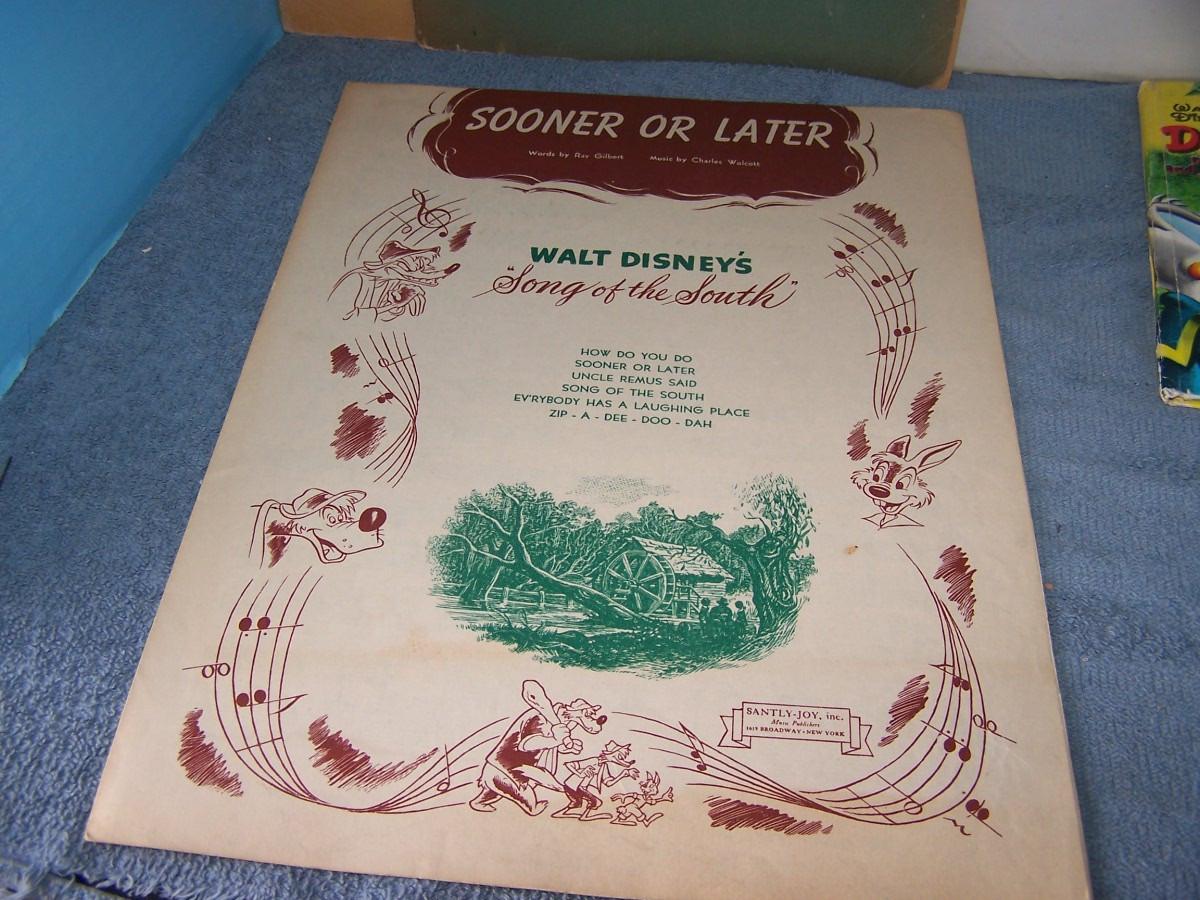 SOONER OR LATER
Words by Ray Gilbert Music by Charles Wolcott
WALT DISNEY'S
"Song of the South"
HOW DO YOU DO
SOONER OR LATER
UNCLE REMUS SAID
SONG OF THE SOUTH
EV'RYBODY HAS A LAUGHING PLACE
ZIP - A - DEE - DOO - DAH
SANTLY-JOY, inc.
Music Publishers
1619 BROADWAY • NEW YORK